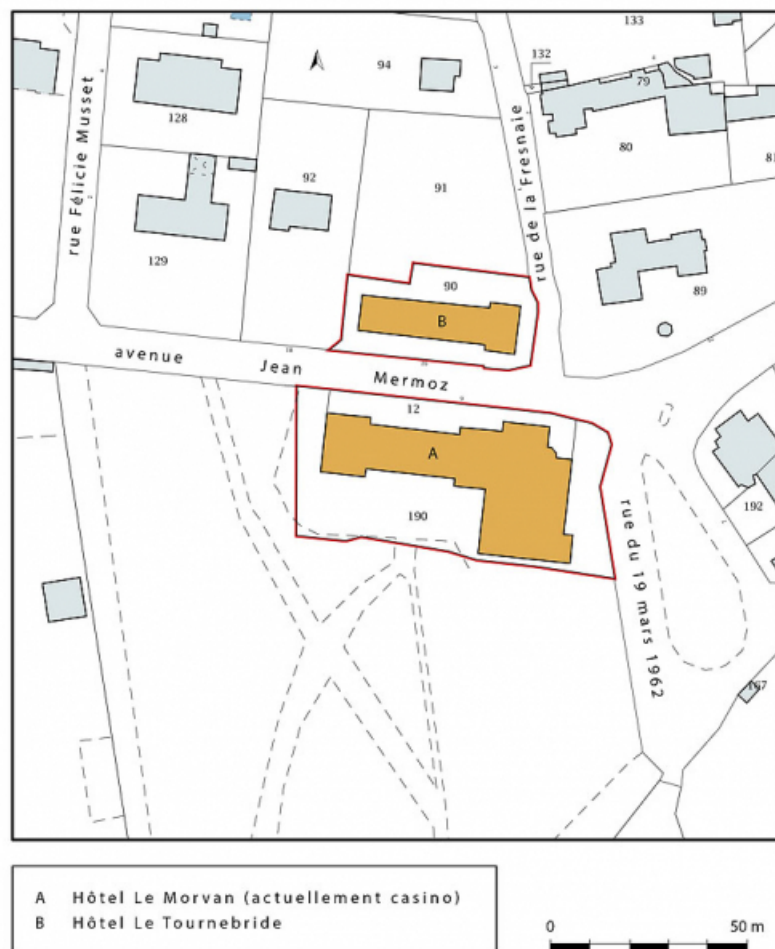 133
132
94
79
128
rue Félicie Musset
rue de la Fresnaie
80
81
92
91
129
90
89
B
avenue Jean Mermoz
12
A
190
192
rue du 19 mars 1962
167
A Hôtel Le Morvan (actuellement casino)
B Hôtel Le Tournebride
0 50 m